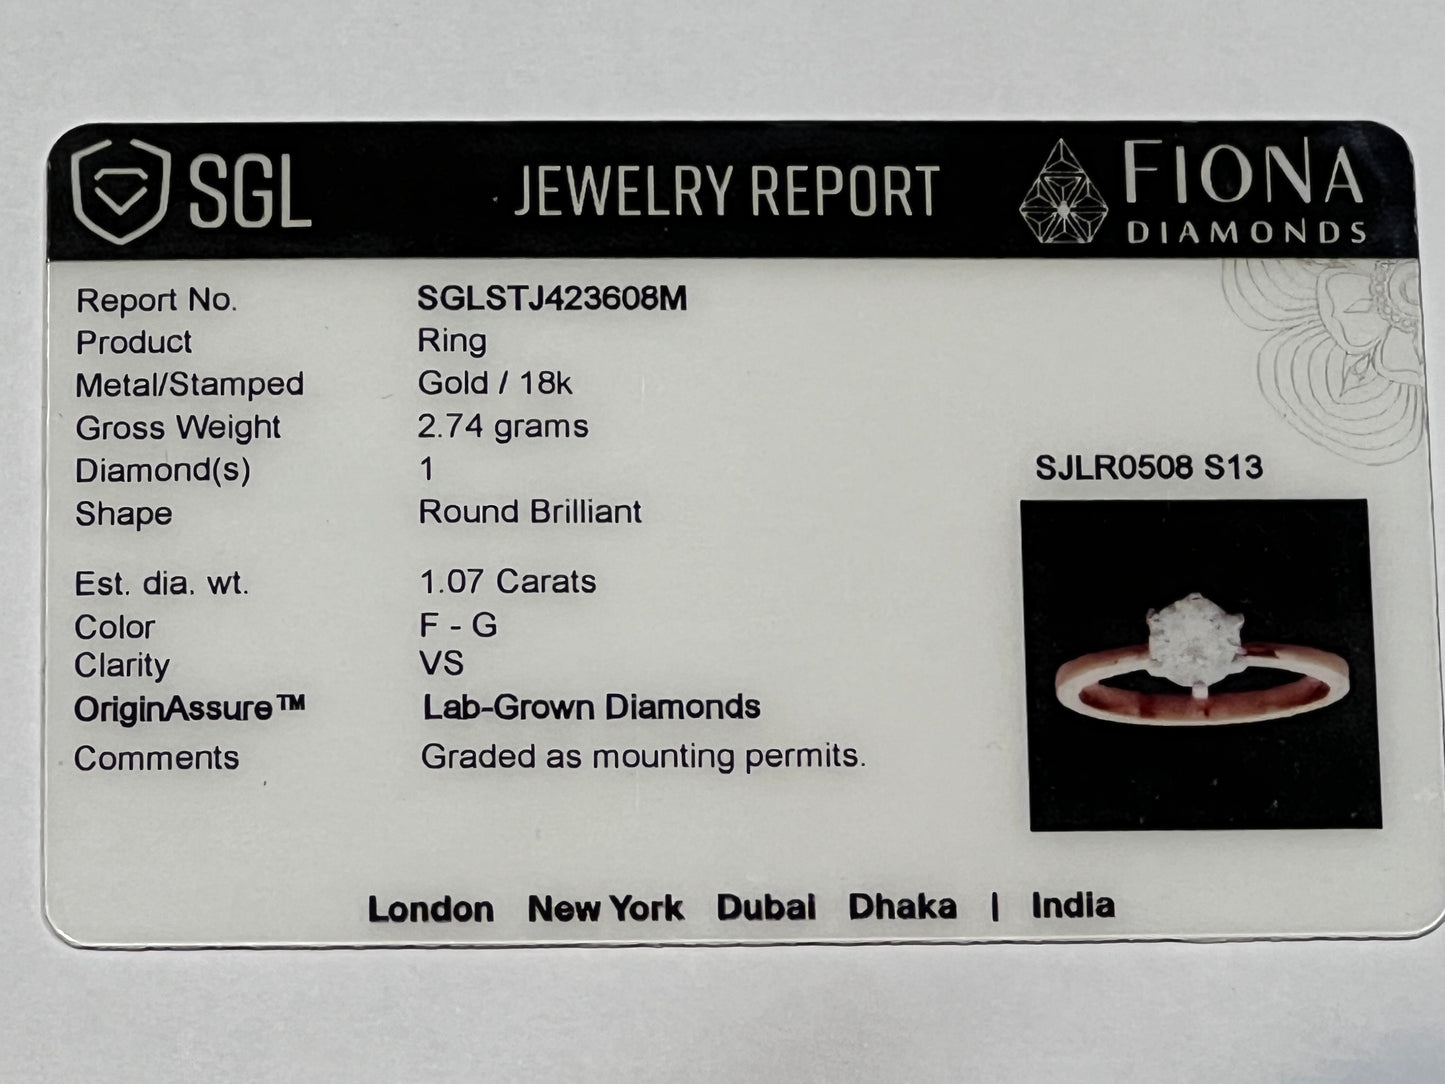 SGL
JEWELRY REPORT
FIONA
DIAMONDS
Report No. SGLSTJ423608M
Product Ring
Metal/Stamped Gold / 18k
Gross Weight 2.74 grams
Diamond(s) 1
Shape Round Brilliant
Est. dia. wt. 1.07 Carats
Color F - G
Clarity VS
OriginAssure™ Lab-Grown Diamonds
Comments Graded as mounting permits.
SJLR0508 S13
London New York Dubai Dhaka | India